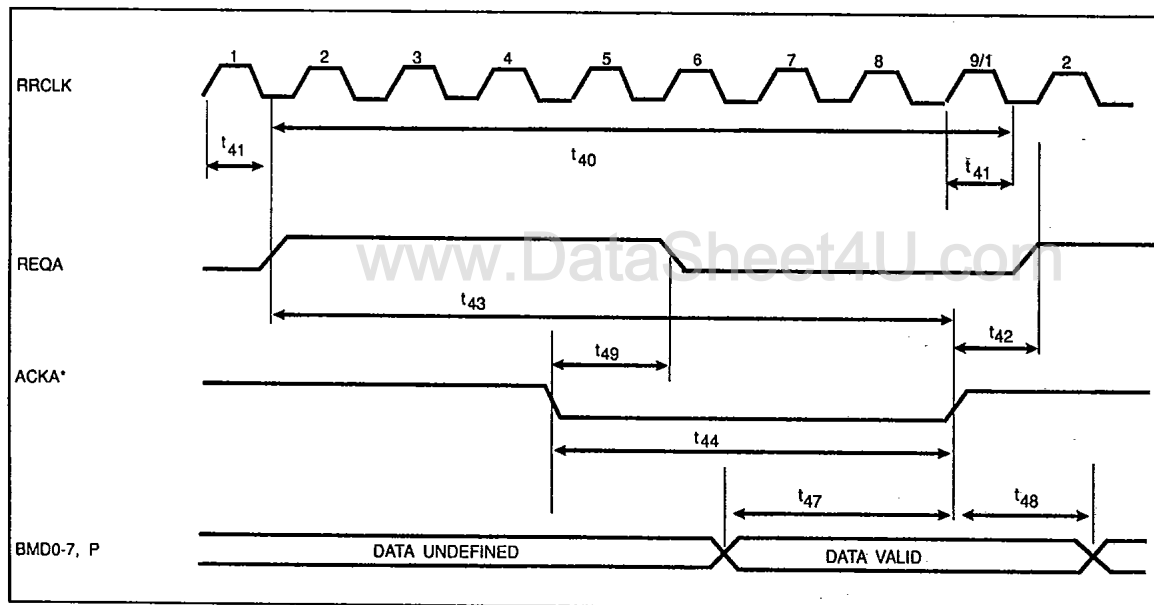 1 2 3 4 5 6 7 8 9/1 2
RRCLK
t41 t40 t41
REQA
www.DataSheet4U.com
t43
t42
t49
ACKA*
t44
t47 t48
BMD0-7, P DATA UNDEFINED DATA VALID